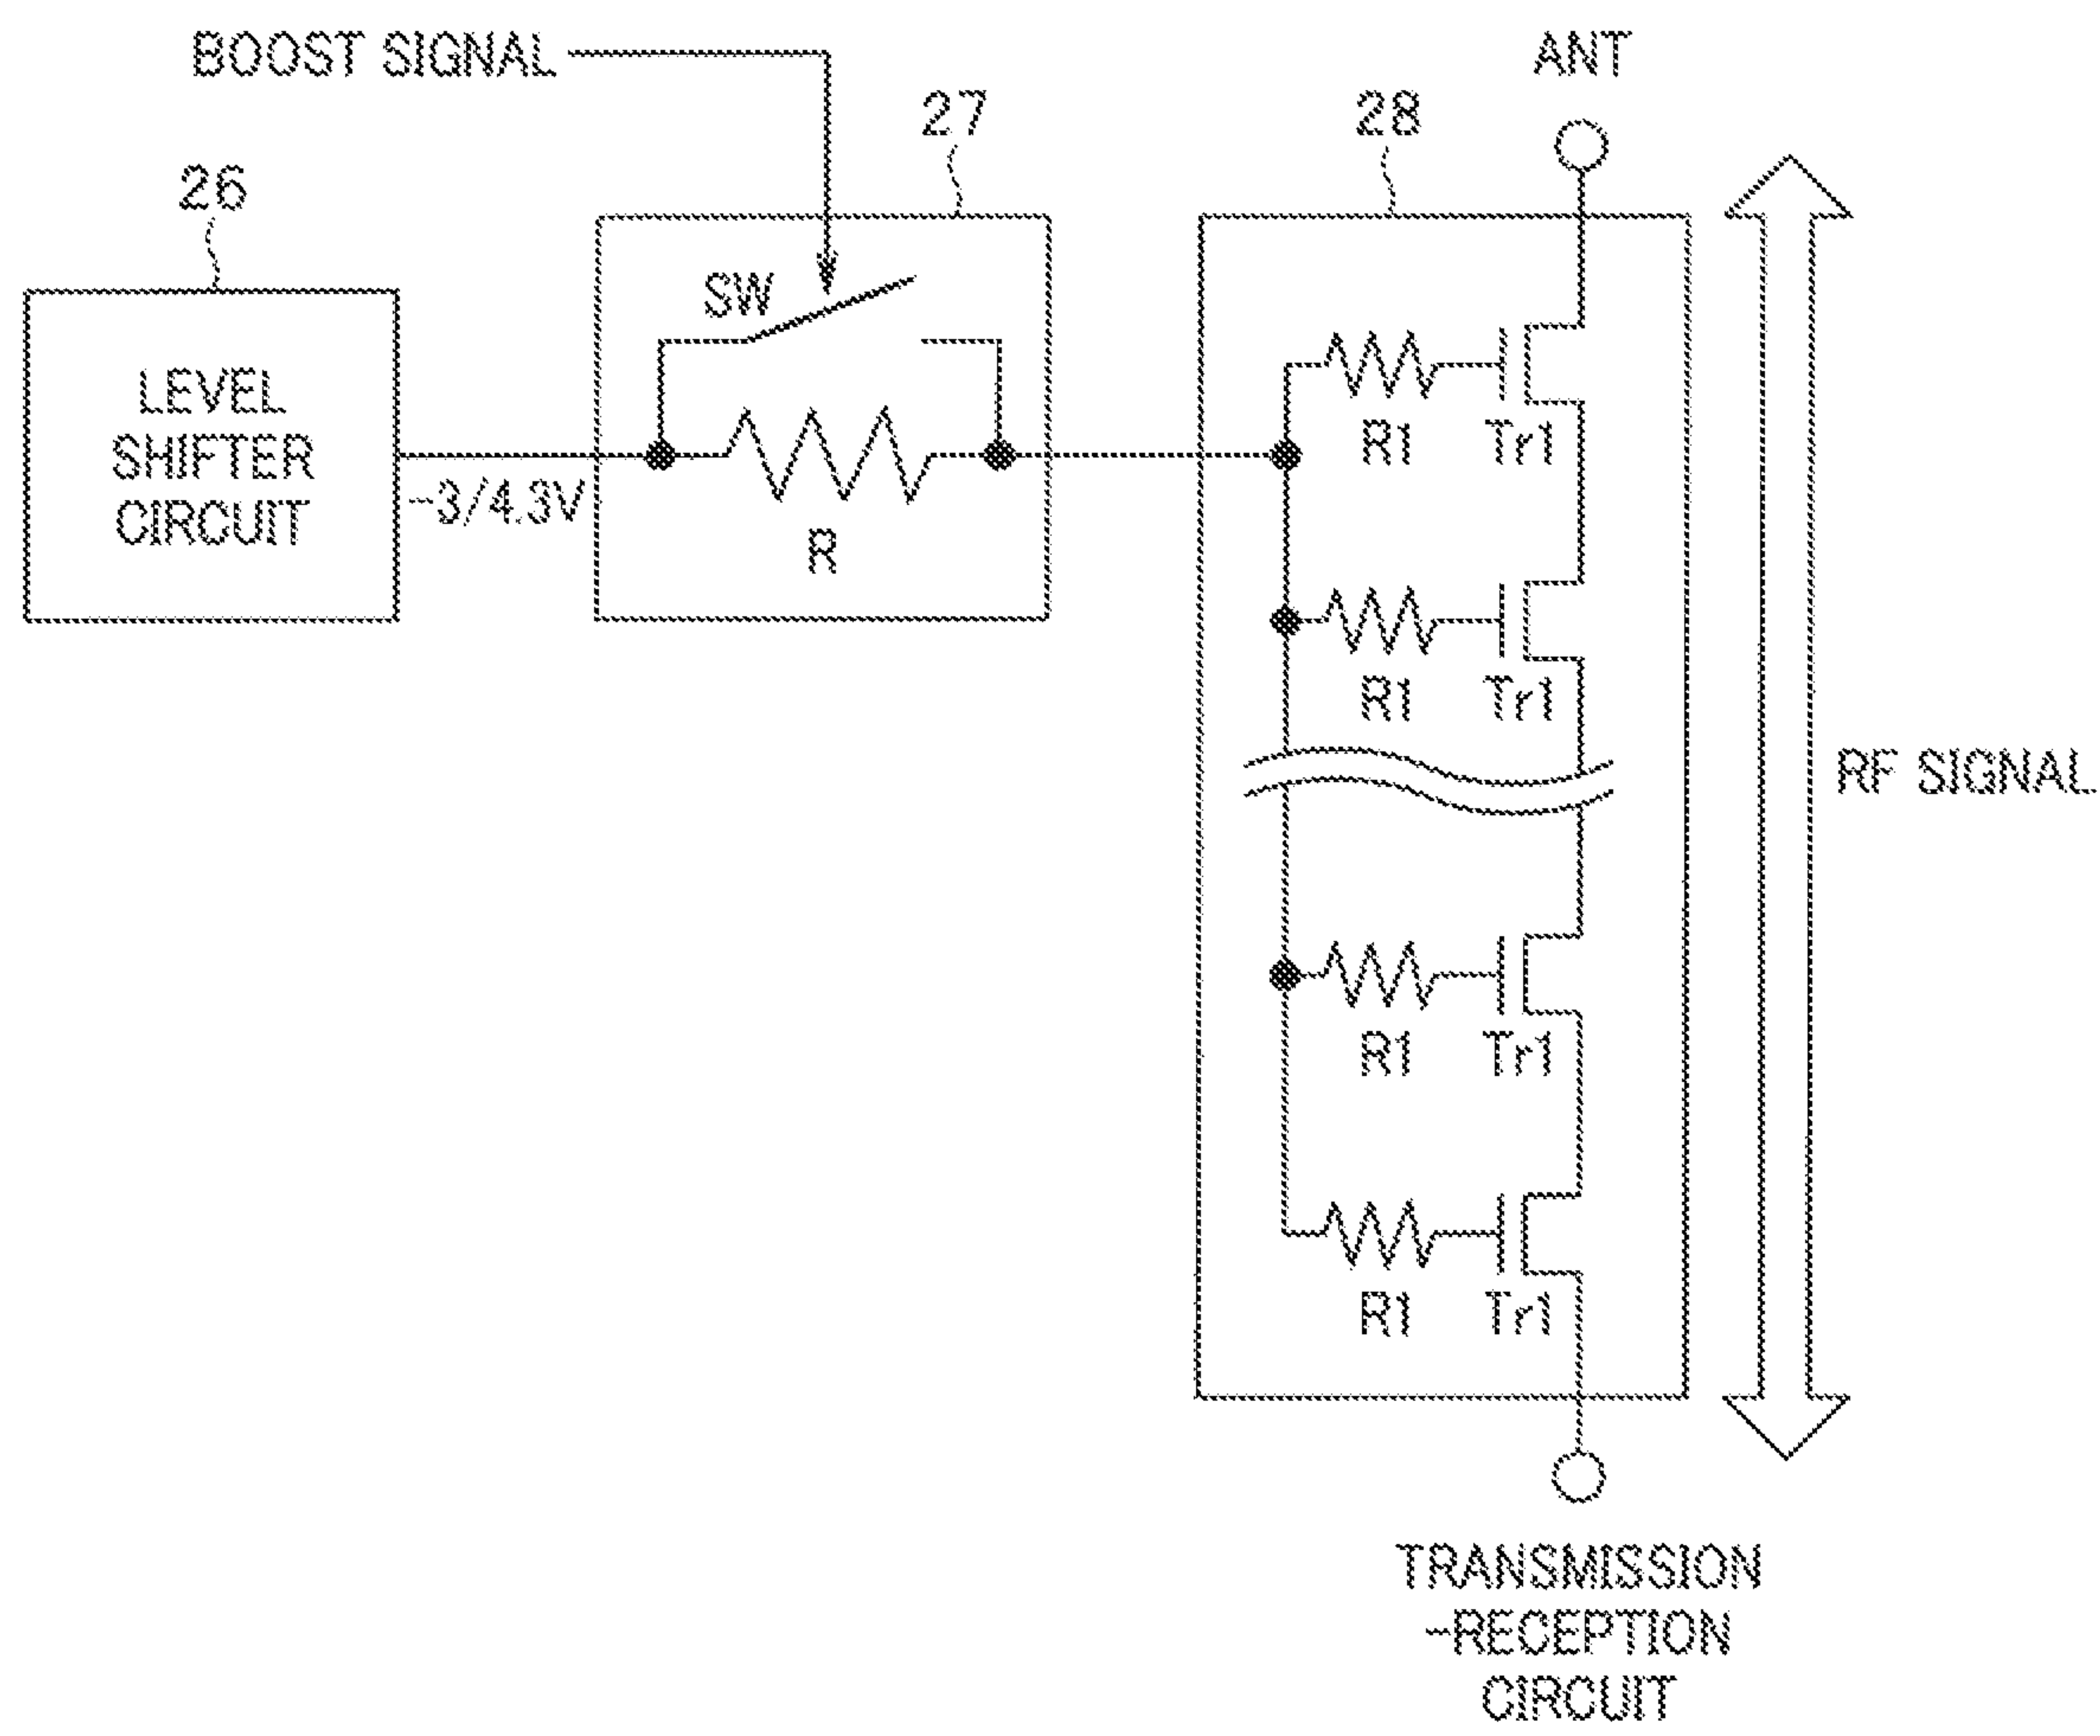 BOOST SIGNAL
ANT
27
28
26
SW
LEVEL
SHIFTER
CIRCUIT
-3/4.3V
R
R1 Tr1
R1 Tr1
RF SIGNAL
R1 Tr1
R1 Tr1
TRANSMISSION
-RECEPTION
CIRCUIT